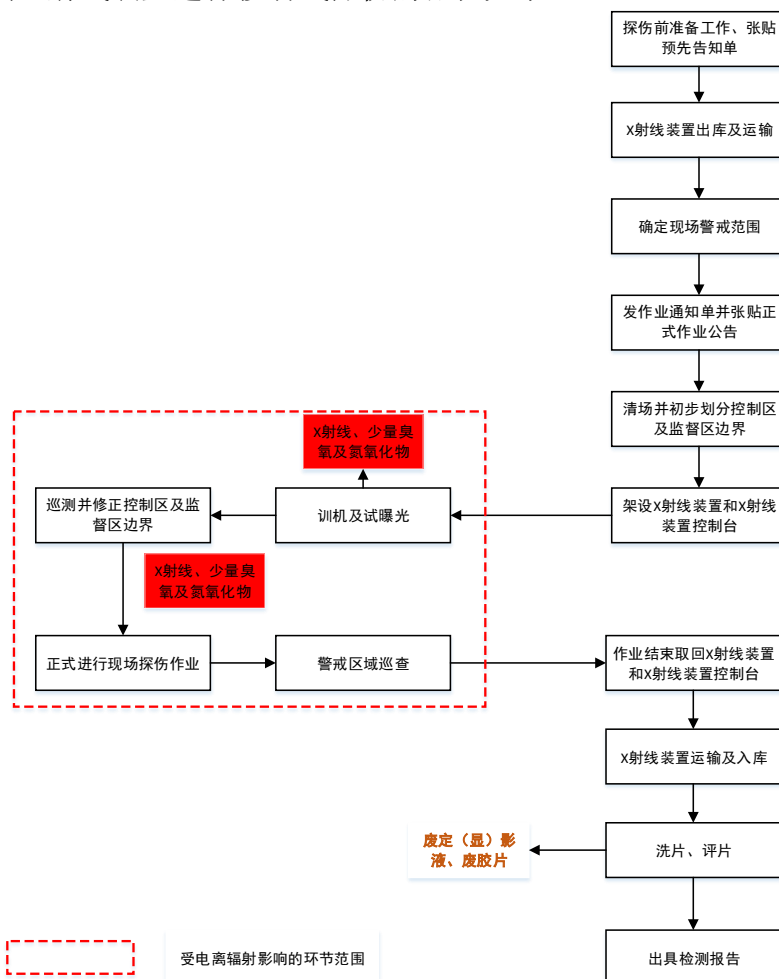 探伤前准备工作、张贴
预先告知单
X射线装置出库及运输
确定现场警戒范围
发作业通知单并张贴正
式作业公告
清场并初步划分控制区
及监督区边界
架设X射线装置和X射线
装置控制台
X射线、少量臭
氧及氮氧化物
训机及试曝光
巡测并修正控制区及监
督区边界
X射线、少量臭
氧及氮氧化物
正式进行现场探伤作业
警戒区域巡查
作业结束取回X射线装置
和X射线装置控制台
X射线装置运输及入库
洗片、评片
废定（显）影
液、废胶片
出具检测报告
受电离辐射影响的环节范围